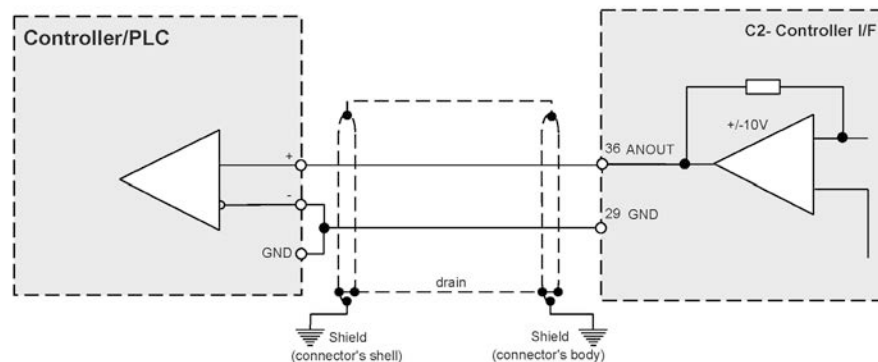 Controller/PLC
C2- Controller I/F
+/-10V
+
36 ANOUT
-
29 GND
GND
drain
Shield
(connector's shell)
Shield
(connector's body)